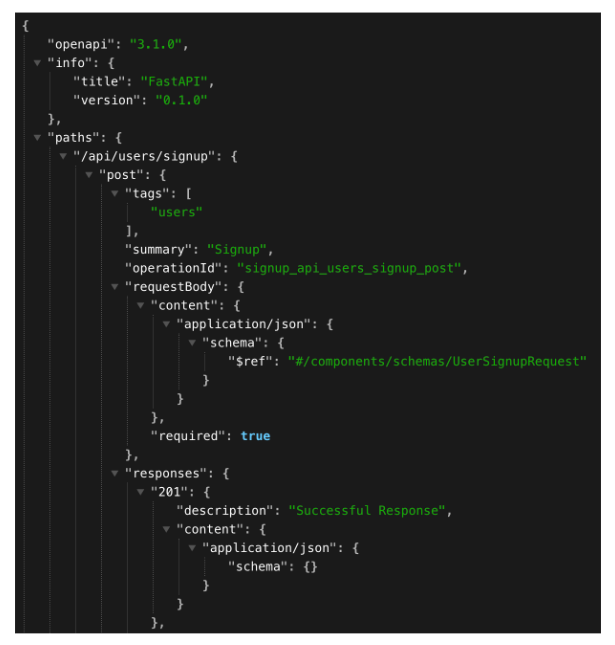 {
"openapi": "3.1.0",
"info": {
"title": "FastAPI",
"version": "0.1.0"
},
"paths": {
"/api/users/signup": {
"post": {
"tags": [
"users"
],
"summary": "Signup",
"operationId": "signup_api_users_signup_post",
"requestBody": {
"content": {
"application/json": {
"schema": {
"$ref": "#/components/schemas/UserSignupRequest"
}
}
},
"required": true
},
"responses": {
"201": {
"description": "Successful Response",
"content": {
"application/json": {
"schema": {}
}
}
},